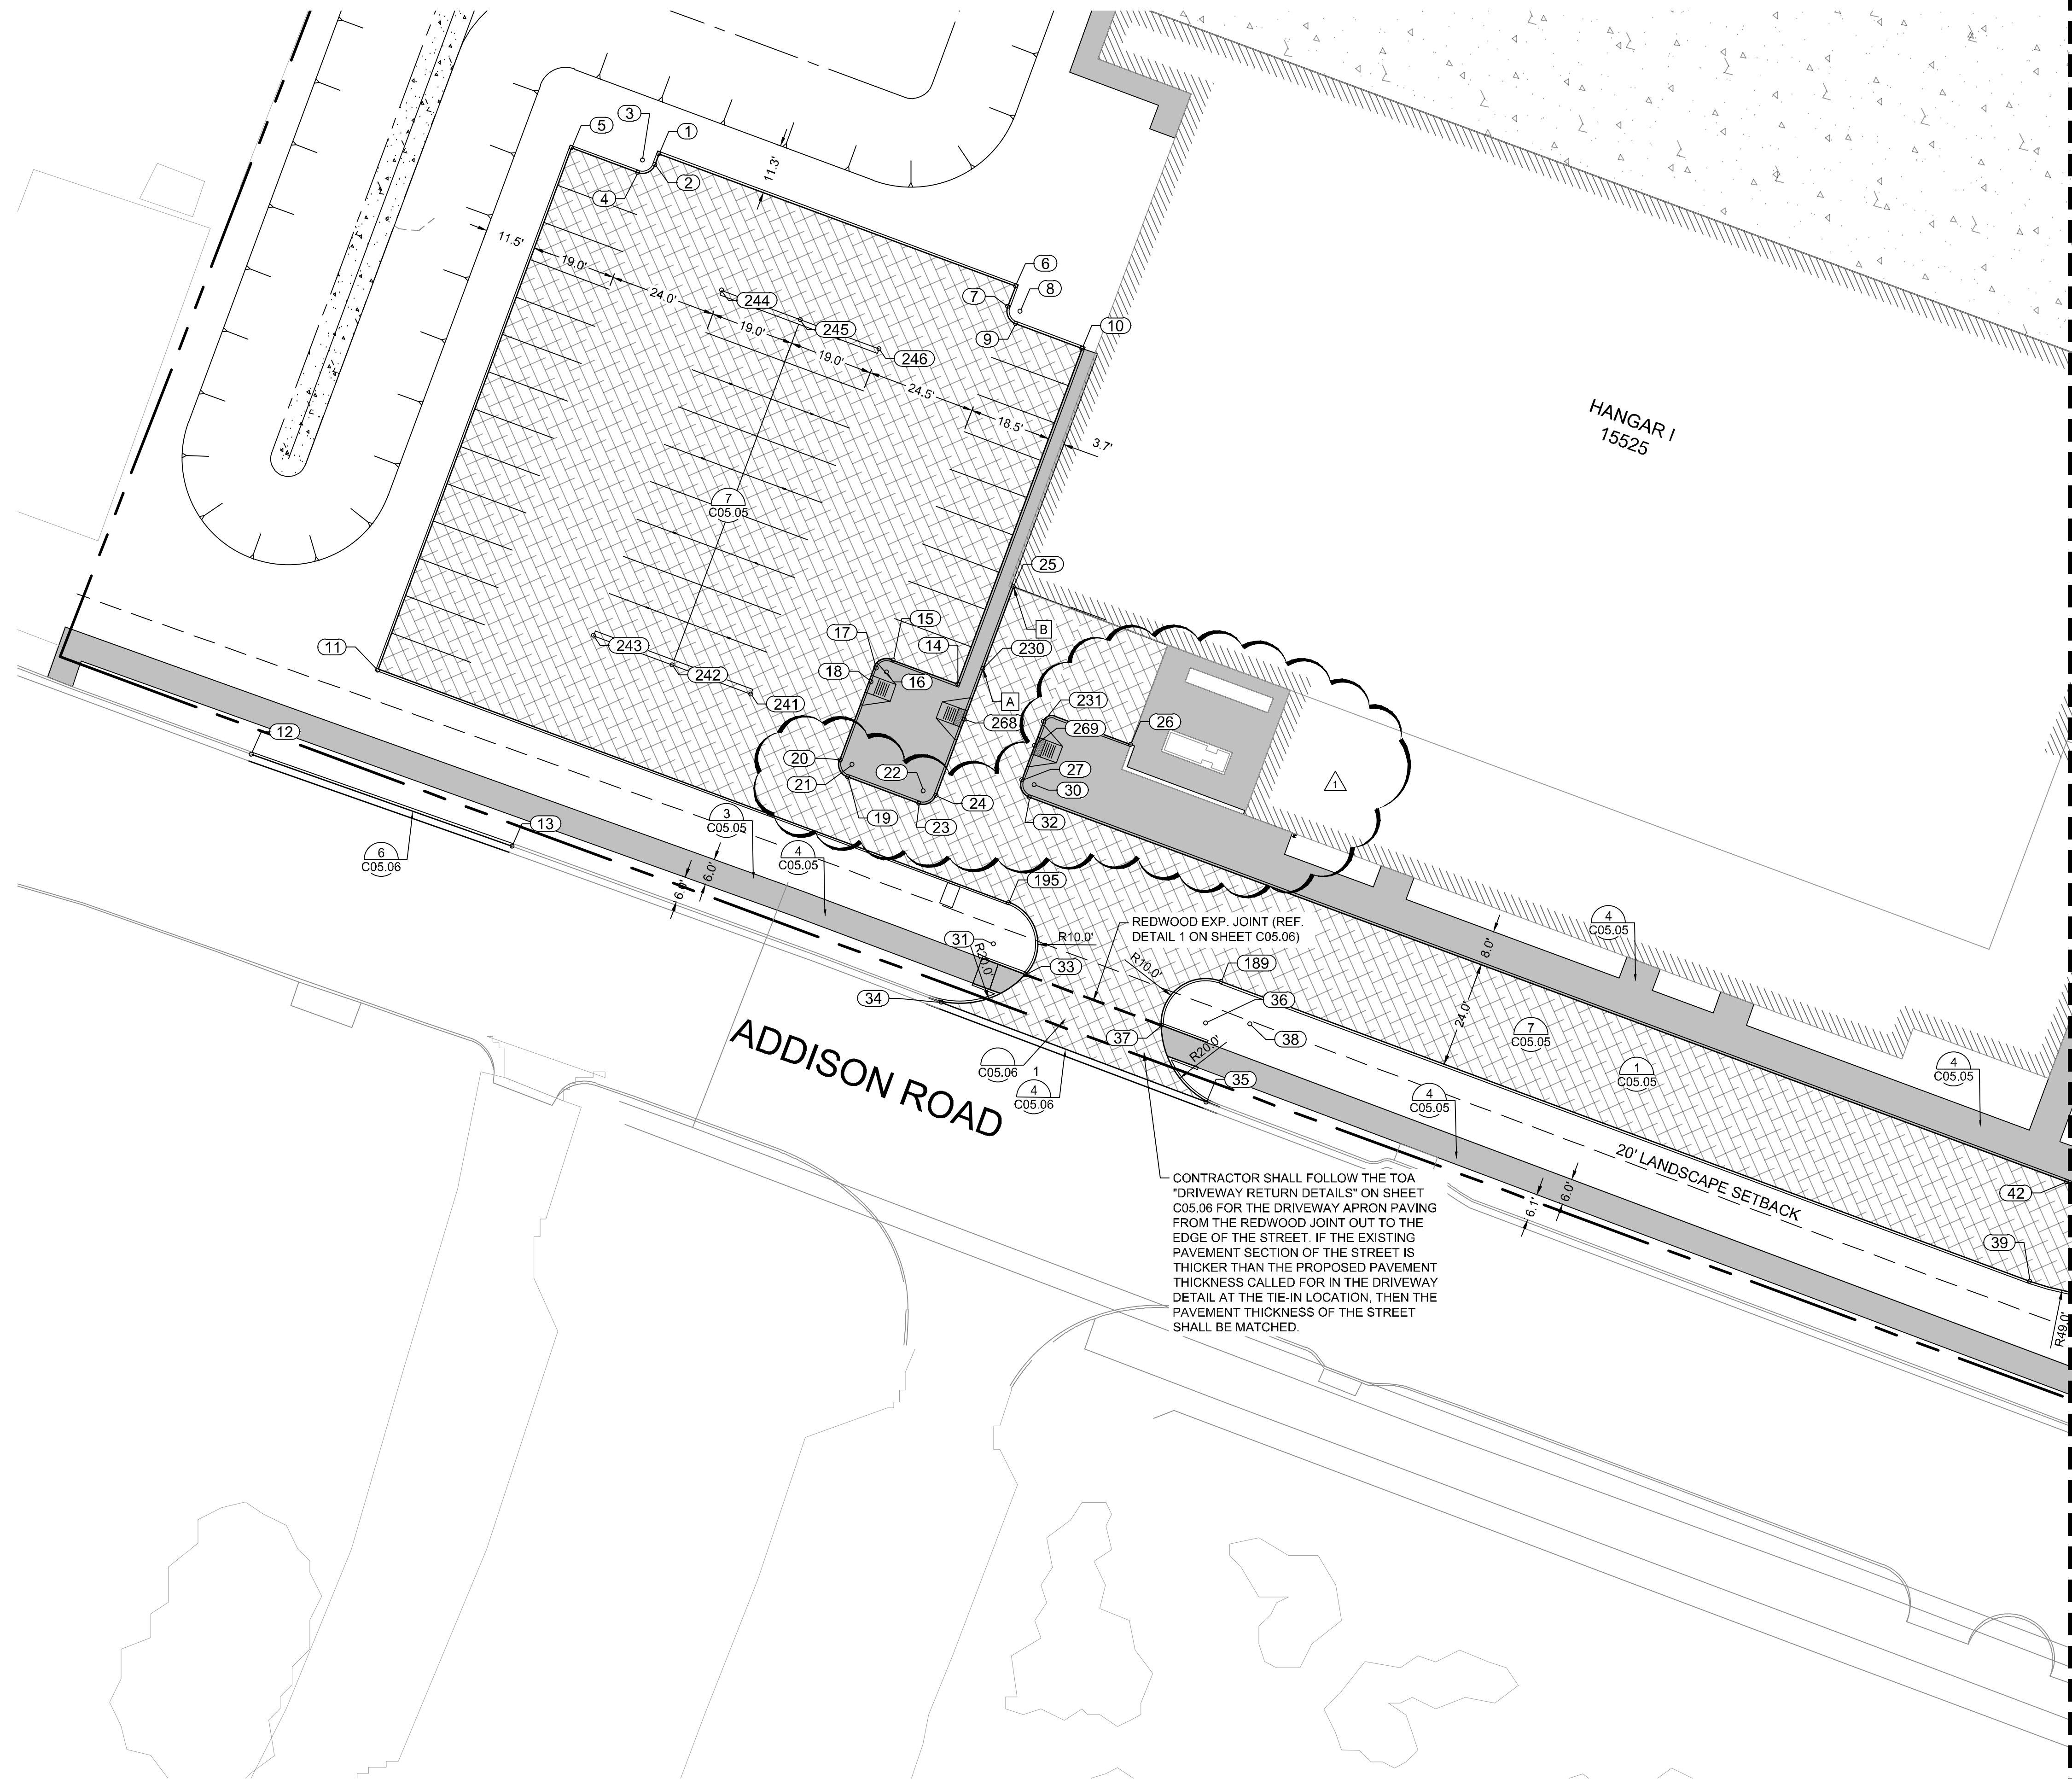 3
5
1
2
4
11.3'
11.5'
19.0'
24.0'
19.0'
19.0'
24.5'
18.5'
3.7'
244
245
246
6
7
8
9
10
HANGAR I
15525
7
C05.05
25
B
230
A
15
14
17
18
16
11
243
242
241
268
231
269
26
20
21
22
19
23
24
27
30
32
1
12
13
6
C05.06
3
C05.05
4
C05.05
6.0'
6.0'
195
31
R20.0'
R10.0'
33
34
REDWOOD EXP. JOINT (REF.
DETAIL 1 ON SHEET C05.06)
R10.0'
189
36
37
38
R20.0'
35
ADDISON ROAD
C05.06
1
4
C05.06
8.0'
24.0'
4
C05.05
7
C05.05
1
C05.05
4
C05.05
4
C05.05
20' LANDSCAPE SETBACK
6.1'
6.0'
42
39
R49.0'
CONTRACTOR SHALL FOLLOW THE TOA
"DRIVEWAY RETURN DETAILS" ON SHEET
C05.06 FOR THE DRIVEWAY APRON PAVING
FROM THE REDWOOD JOINT OUT TO THE
EDGE OF THE STREET. IF THE EXISTING
PAVEMENT SECTION OF THE STREET IS
THICKER THAN THE PROPOSED PAVEMENT
THICKNESS CALLED FOR IN THE DRIVEWAY
DETAIL AT THE TIE-IN LOCATION, THEN THE
PAVEMENT THICKNESS OF THE STREET
SHALL BE MATCHED.